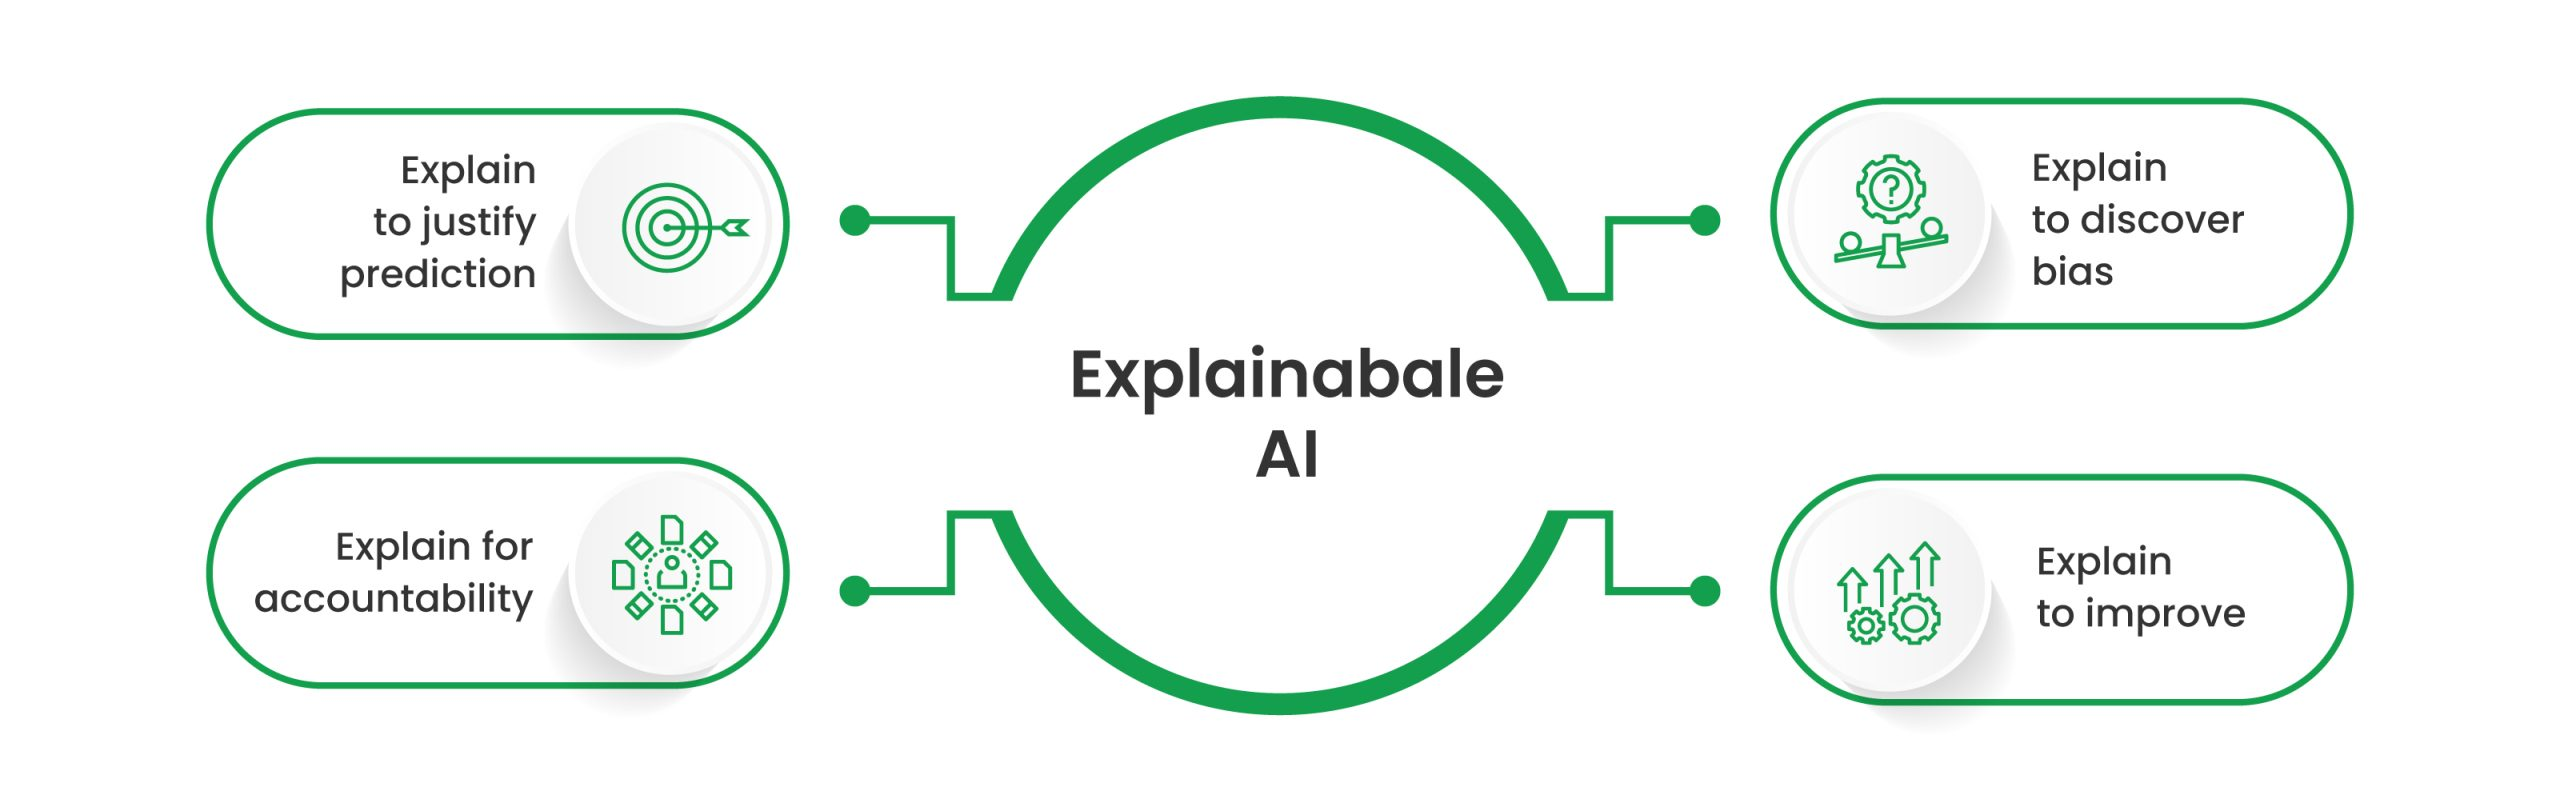 Explain
to justify
prediction
Explain for
accountability
Explainabale
AI
Explain
to discover
bias
Explain
to improve